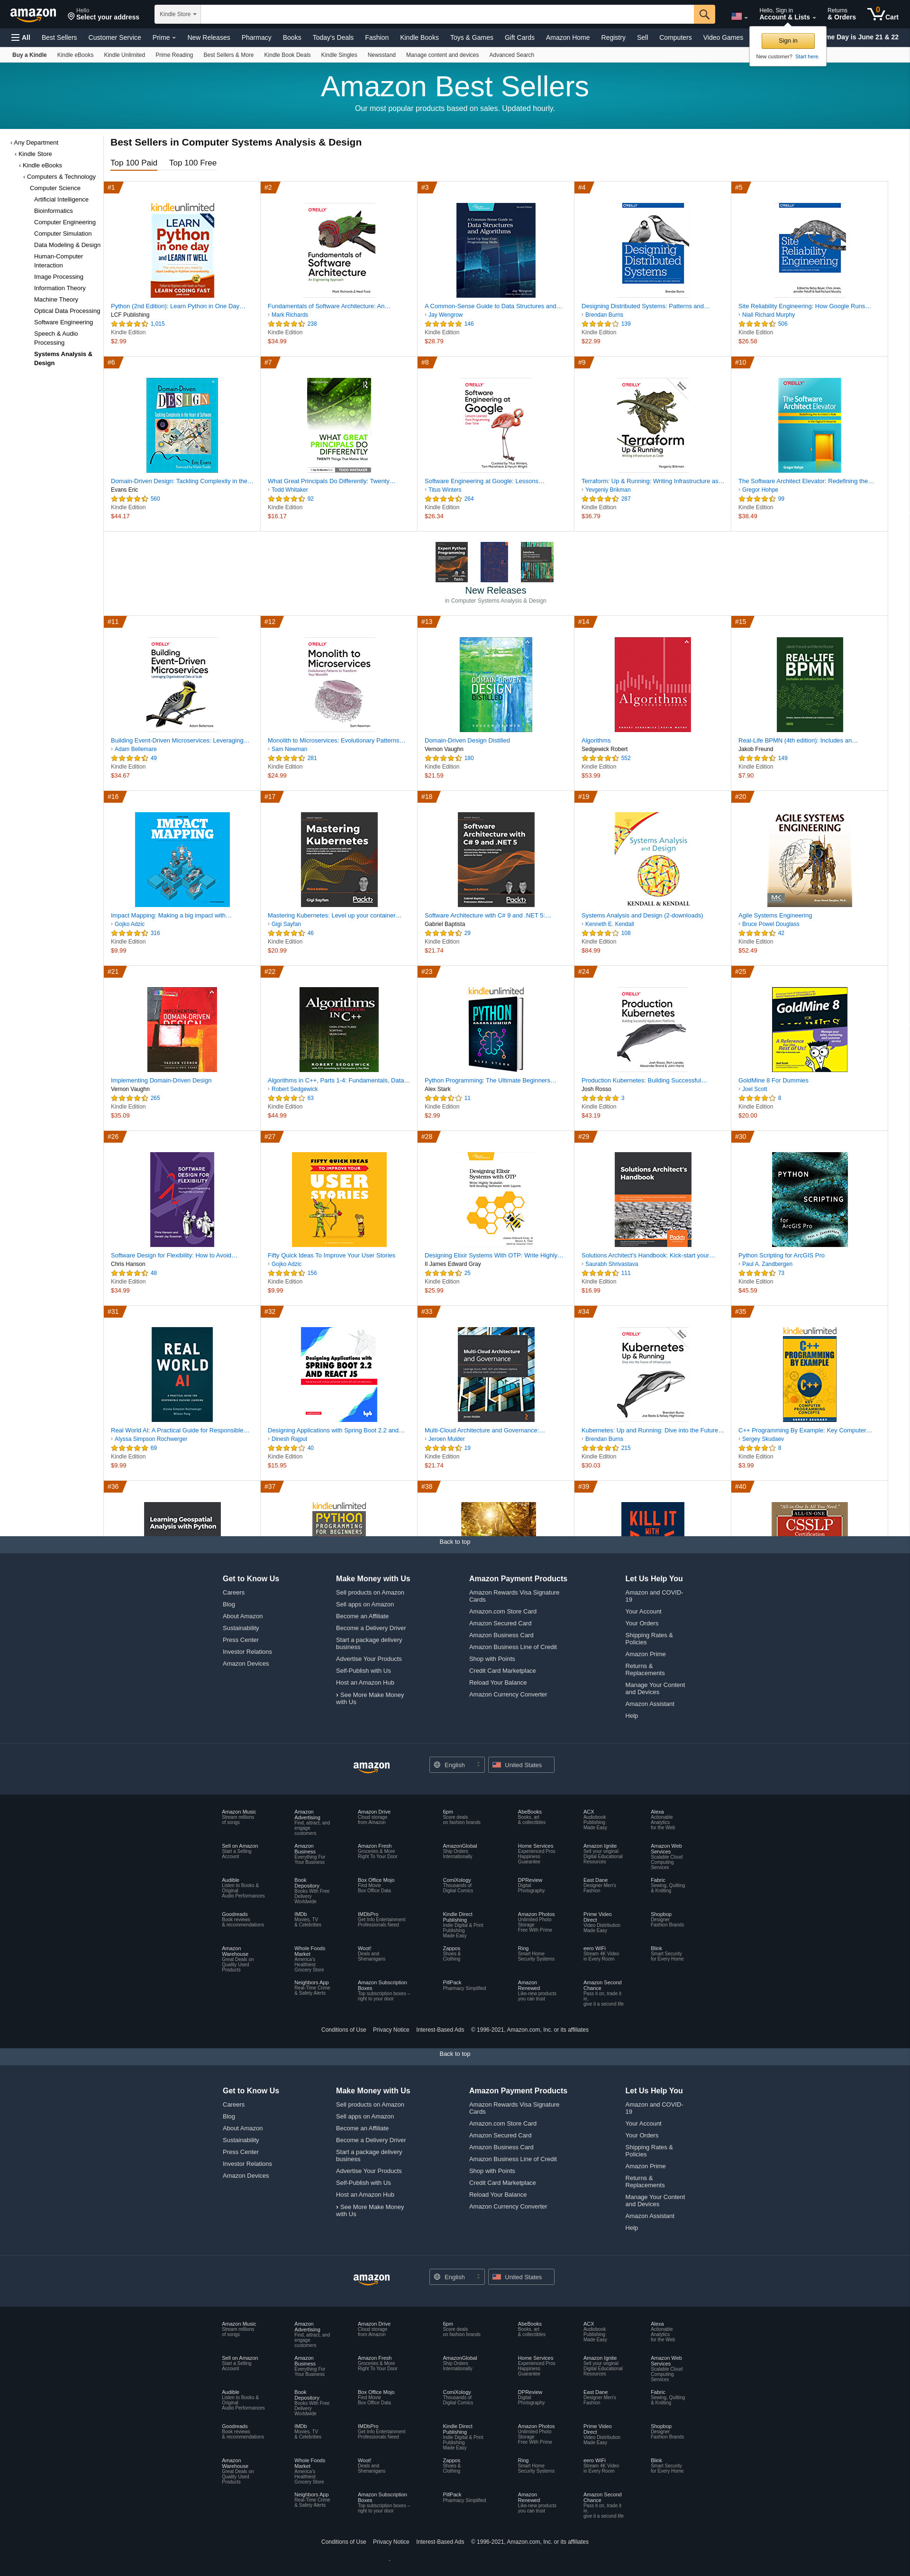 amazon
Hello
Select your address
Kindle Store
Hello, Sign in
Account & Lists
Returns
& Orders
0
Cart
All
Best Sellers
Customer Service
Prime
New Releases
Pharmacy
Books
Today's Deals
Fashion
Kindle Books
Toys & Games
Gift Cards
Amazon Home
Registry
Sell
Computers
Video Games
me Day is June 21 & 22
Sign in
New customer? Start here.
Buy a Kindle
Kindle eBooks
Kindle Unlimited
Prime Reading
Best Sellers & More
Kindle Book Deals
Kindle Singles
Newsstand
Manage content and devices
Advanced Search
Amazon Best Sellers
Our most popular products based on sales. Updated hourly.
‹ Any Department
‹ Kindle Store
‹ Kindle eBooks
‹ Computers & Technology
Computer Science
Artificial Intelligence
Bioinformatics
Computer Engineering
Computer Simulation
Data Modeling & Design
Human-Computer
Interaction
Image Processing
Information Theory
Machine Theory
Optical Data Processing
Software Engineering
Speech & Audio
Processing
Systems Analysis &
Design
Best Sellers in Computer Systems Analysis & Design
Top 100 Paid
Top 100 Free
#1
Python (2nd Edition): Learn Python in One Day…
LCF Publishing
1,015
Kindle Edition
$2.99
#2
Fundamentals of Software Architecture: An…
› Mark Richards
238
Kindle Edition
$34.99
#3
A Common-Sense Guide to Data Structures and…
› Jay Wengrow
146
Kindle Edition
$28.79
#4
Designing Distributed Systems: Patterns and…
› Brendan Burns
139
Kindle Edition
$22.99
#5
Site Reliability Engineering: How Google Runs…
› Niall Richard Murphy
506
Kindle Edition
$26.58
#6
Domain-Driven Design: Tackling Complexity in the…
Evans Eric
560
Kindle Edition
$44.17
#7
What Great Principals Do Differently: Twenty…
› Todd Whitaker
92
Kindle Edition
$16.17
#8
Software Engineering at Google: Lessons…
› Titus Winters
264
Kindle Edition
$26.34
#9
Terraform: Up & Running: Writing Infrastructure as…
› Yevgeniy Brikman
287
Kindle Edition
$36.79
#10
The Software Architect Elevator: Redefining the…
› Gregor Hohpe
99
Kindle Edition
$38.49
New Releases
in Computer Systems Analysis & Design
#11
Building Event-Driven Microservices: Leveraging…
› Adam Bellemare
49
Kindle Edition
$34.67
#12
Monolith to Microservices: Evolutionary Patterns…
› Sam Newman
281
Kindle Edition
$24.99
#13
Domain-Driven Design Distilled
Vernon Vaughn
180
Kindle Edition
$21.59
#14
Algorithms
Sedgewick Robert
552
Kindle Edition
$53.99
#15
Real-Life BPMN (4th edition): Includes an…
Jakob Freund
149
Kindle Edition
$7.90
#16
Impact Mapping: Making a big impact with…
› Gojko Adzic
316
Kindle Edition
$9.99
#17
Mastering Kubernetes: Level up your container…
› Gigi Sayfan
46
Kindle Edition
$20.99
#18
Software Architecture with C# 9 and .NET 5:…
Gabriel Baptista
29
Kindle Edition
$21.74
#19
Systems Analysis and Design (2-downloads)
› Kenneth E. Kendall
108
Kindle Edition
$84.99
#20
Agile Systems Engineering
› Bruce Powel Douglass
42
Kindle Edition
$52.49
#21
Implementing Domain-Driven Design
Vernon Vaughn
265
Kindle Edition
$35.09
#22
Algorithms in C++, Parts 1-4: Fundamentals, Data…
› Robert Sedgewick
63
Kindle Edition
$44.99
#23
Python Programming: The Ultimate Beginners…
Alex Stark
11
Kindle Edition
$2.99
#24
Production Kubernetes: Building Successful…
Josh Rosso
3
Kindle Edition
$43.19
#25
GoldMine 8 For Dummies
› Joel Scott
8
Kindle Edition
$20.00
#26
Software Design for Flexibility: How to Avoid…
Chris Hanson
48
Kindle Edition
$34.99
#27
Fifty Quick Ideas To Improve Your User Stories
› Gojko Adzic
156
Kindle Edition
$9.99
#28
Designing Elixir Systems With OTP: Write Highly…
II James Edward Gray
25
Kindle Edition
$25.99
#29
Solutions Architect's Handbook: Kick-start your…
› Saurabh Shrivastava
111
Kindle Edition
$16.99
#30
Python Scripting for ArcGIS Pro
› Paul A. Zandbergen
73
Kindle Edition
$45.59
#31
Real World AI: A Practical Guide for Responsible…
› Alyssa Simpson Rochwerger
69
Kindle Edition
$9.99
#32
Designing Applications with Spring Boot 2.2 and…
› Dinesh Rajput
40
Kindle Edition
$15.95
#33
Multi-Cloud Architecture and Governance:…
› Jeroen Mulder
19
Kindle Edition
$21.74
#34
Kubernetes: Up and Running: Dive into the Future…
› Brendan Burns
215
Kindle Edition
$30.03
#35
C++ Programming By Example: Key Computer…
› Sergey Skudaev
8
Kindle Edition
$3.99
#36
Learning Geospatial
Analysis with Python
#37
kindleunlimited
PYTHON
PROGRAMMING
FOR BEGINNERS
#38
#39
KILL IT
WITH
#40
ALL-IN-ONE
CSSLP
Certification
Back to top
Get to Know Us
Careers
Blog
About Amazon
Sustainability
Press Center
Investor Relations
Amazon Devices
Make Money with Us
Sell products on Amazon
Sell apps on Amazon
Become an Affiliate
Become a Delivery Driver
Start a package delivery
business
Advertise Your Products
Self-Publish with Us
Host an Amazon Hub
› See More Make Money
with Us
Amazon Payment Products
Amazon Rewards Visa Signature
Cards
Amazon.com Store Card
Amazon Secured Card
Amazon Business Card
Amazon Business Line of Credit
Shop with Points
Credit Card Marketplace
Reload Your Balance
Amazon Currency Converter
Let Us Help You
Amazon and COVID-
19
Your Account
Your Orders
Shipping Rates &
Policies
Amazon Prime
Returns &
Replacements
Manage Your Content
and Devices
Amazon Assistant
Help
amazon
English
United States
Amazon Music
Stream millions
of songs
Amazon
Advertising
Find, attract, and
engage
customers
Amazon Drive
Cloud storage
from Amazon
6pm
Score deals
on fashion brands
AbeBooks
Books, art
& collectibles
ACX
Audiobook
Publishing
Made Easy
Alexa
Actionable
Analytics
for the Web
Sell on Amazon
Start a Selling
Account
Amazon
Business
Everything For
Your Business
Amazon Fresh
Groceries & More
Right To Your Door
AmazonGlobal
Ship Orders
Internationally
Home Services
Experienced Pros
Happiness
Guarantee
Amazon Ignite
Sell your original
Digital Educational
Resources
Amazon Web
Services
Scalable Cloud
Computing
Services
Audible
Listen to Books &
Original
Audio Performances
Book
Depository
Books With Free
Delivery
Worldwide
Box Office Mojo
Find Movie
Box Office Data
ComiXology
Thousands of
Digital Comics
DPReview
Digital
Photography
East Dane
Designer Men's
Fashion
Fabric
Sewing, Quilting
& Knitting
Goodreads
Book reviews
& recommendations
IMDb
Movies, TV
& Celebrities
IMDbPro
Get Info Entertainment
Professionals Need
Kindle Direct
Publishing
Indie Digital & Print
Publishing
Made Easy
Amazon Photos
Unlimited Photo
Storage
Free With Prime
Prime Video
Direct
Video Distribution
Made Easy
Shopbop
Designer
Fashion Brands
Amazon
Warehouse
Great Deals on
Quality Used
Products
Whole Foods
Market
America's
Healthiest
Grocery Store
Woot!
Deals and
Shenanigans
Zappos
Shoes &
Clothing
Ring
Smart Home
Security Systems
eero WiFi
Stream 4K Video
in Every Room
Blink
Smart Security
for Every Home
Neighbors App
Real-Time Crime
& Safety Alerts
Amazon Subscription
Boxes
Top subscription boxes –
right to your door
PillPack
Pharmacy Simplified
Amazon
Renewed
Like-new products
you can trust
Amazon Second
Chance
Pass it on, trade it
in,
give it a second life
Conditions of Use
Privacy Notice
Interest-Based Ads
© 1996-2021, Amazon.com, Inc. or its affiliates
Back to top
Get to Know Us
Careers
Blog
About Amazon
Sustainability
Press Center
Investor Relations
Amazon Devices
Make Money with Us
Sell products on Amazon
Sell apps on Amazon
Become an Affiliate
Become a Delivery Driver
Start a package delivery
business
Advertise Your Products
Self-Publish with Us
Host an Amazon Hub
› See More Make Money
with Us
Amazon Payment Products
Amazon Rewards Visa Signature
Cards
Amazon.com Store Card
Amazon Secured Card
Amazon Business Card
Amazon Business Line of Credit
Shop with Points
Credit Card Marketplace
Reload Your Balance
Amazon Currency Converter
Let Us Help You
Amazon and COVID-
19
Your Account
Your Orders
Shipping Rates &
Policies
Amazon Prime
Returns &
Replacements
Manage Your Content
and Devices
Amazon Assistant
Help
amazon
English
United States
Amazon Music
Stream millions
of songs
Amazon
Advertising
Find, attract, and
engage
customers
Amazon Drive
Cloud storage
from Amazon
6pm
Score deals
on fashion brands
AbeBooks
Books, art
& collectibles
ACX
Audiobook
Publishing
Made Easy
Alexa
Actionable
Analytics
for the Web
Sell on Amazon
Start a Selling
Account
Amazon
Business
Everything For
Your Business
Amazon Fresh
Groceries & More
Right To Your Door
AmazonGlobal
Ship Orders
Internationally
Home Services
Experienced Pros
Happiness
Guarantee
Amazon Ignite
Sell your original
Digital Educational
Resources
Amazon Web
Services
Scalable Cloud
Computing
Services
Audible
Listen to Books &
Original
Audio Performances
Book
Depository
Books With Free
Delivery
Worldwide
Box Office Mojo
Find Movie
Box Office Data
ComiXology
Thousands of
Digital Comics
DPReview
Digital
Photography
East Dane
Designer Men's
Fashion
Fabric
Sewing, Quilting
& Knitting
Goodreads
Book reviews
& recommendations
IMDb
Movies, TV
& Celebrities
IMDbPro
Get Info Entertainment
Professionals Need
Kindle Direct
Publishing
Indie Digital & Print
Publishing
Made Easy
Amazon Photos
Unlimited Photo
Storage
Free With Prime
Prime Video
Direct
Video Distribution
Made Easy
Shopbop
Designer
Fashion Brands
Amazon
Warehouse
Great Deals on
Quality Used
Products
Whole Foods
Market
America's
Healthiest
Grocery Store
Woot!
Deals and
Shenanigans
Zappos
Shoes &
Clothing
Ring
Smart Home
Security Systems
eero WiFi
Stream 4K Video
in Every Room
Blink
Smart Security
for Every Home
Neighbors App
Real-Time Crime
& Safety Alerts
Amazon Subscription
Boxes
Top subscription boxes –
right to your door
PillPack
Pharmacy Simplified
Amazon
Renewed
Like-new products
you can trust
Amazon Second
Chance
Pass it on, trade it
in,
give it a second life
Conditions of Use
Privacy Notice
Interest-Based Ads
© 1996-2021, Amazon.com, Inc. or its affiliates